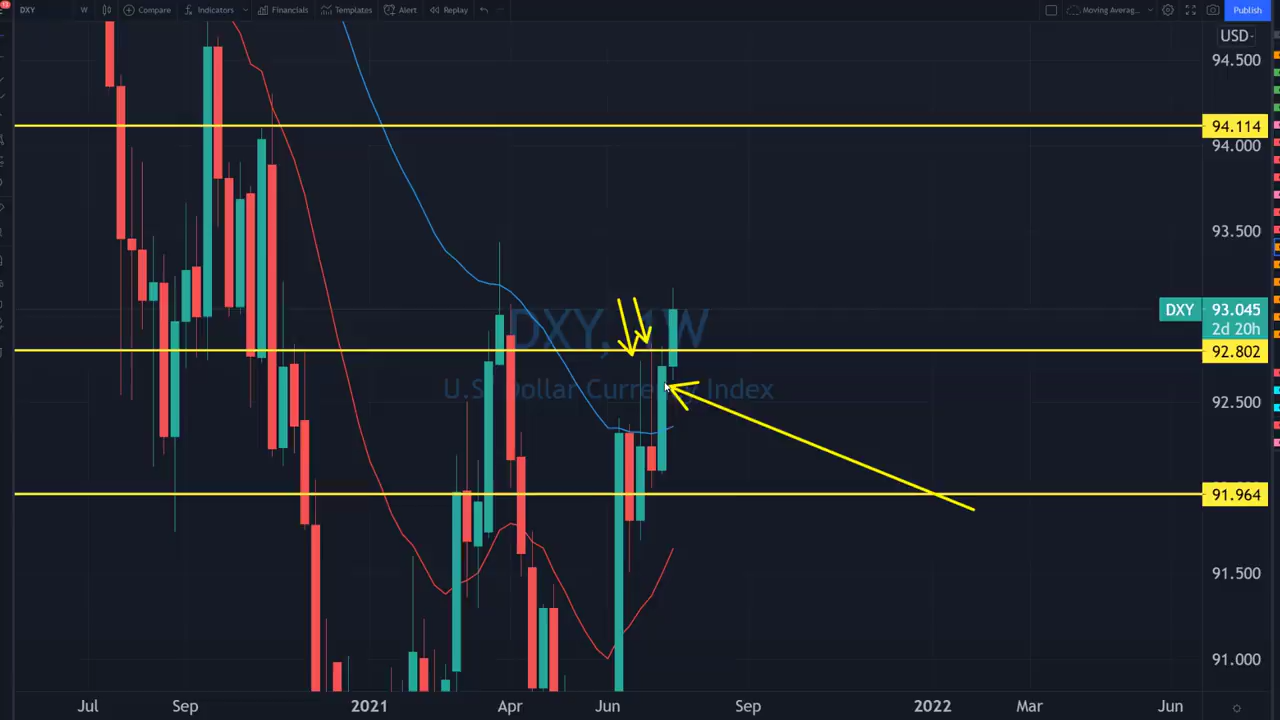 DXY W Compare Indicators Financials Templates Alert Replay Moving Averag... Publish
USD
94.500
94.114
94.000
93.500
DXY 93.045
2d 20h
92.802
92.500
91.964
91.500
91.000
DXY, 1W
U.S. Dollar Currency Index
Jul Sep 2021 Apr Jun Sep 2022 Mar Jun